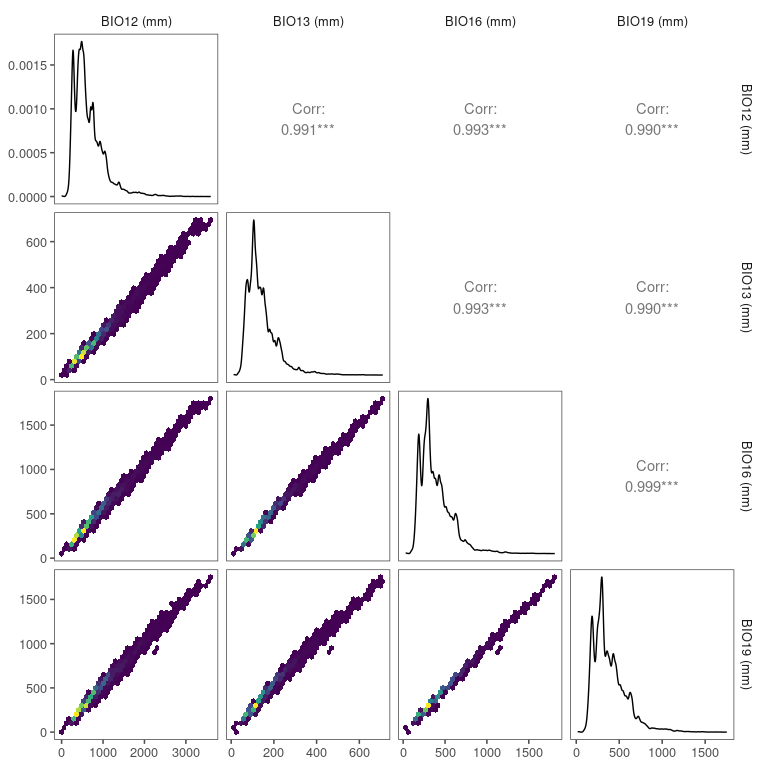 BIO12 (mm) BIO13 (mm) BIO16 (mm) BIO19 (mm)
0.0015
0.0010
0.0005
0.0000
Corr:
0.991***
Corr:
0.993***
Corr:
0.990***
BIO12 (mm)
600
400
200
0
Corr:
0.993***
Corr:
0.990***
BIO13 (mm)
1500
1000
500
0
Corr:
0.999***
BIO16 (mm)
1500
1000
500
0
BIO19 (mm)
0 1000 2000 3000
0 200 400 600
0 500 1000 1500
0 500 1000 1500